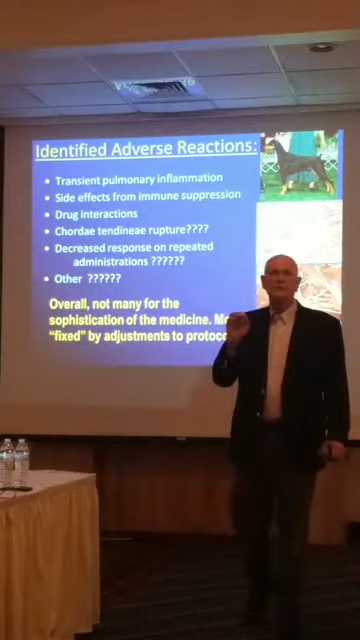 Identified Adverse Reactions:
• Transient pulmonary inflammation
• Side effects from immune suppression
• Drug interactions
• Chordae tendineae rupture????
• Decreased response on repeated
administrations ??????
• Other ??????
Overall, not many for the
sophistication of the medicine.
"fixed" by adjustments to